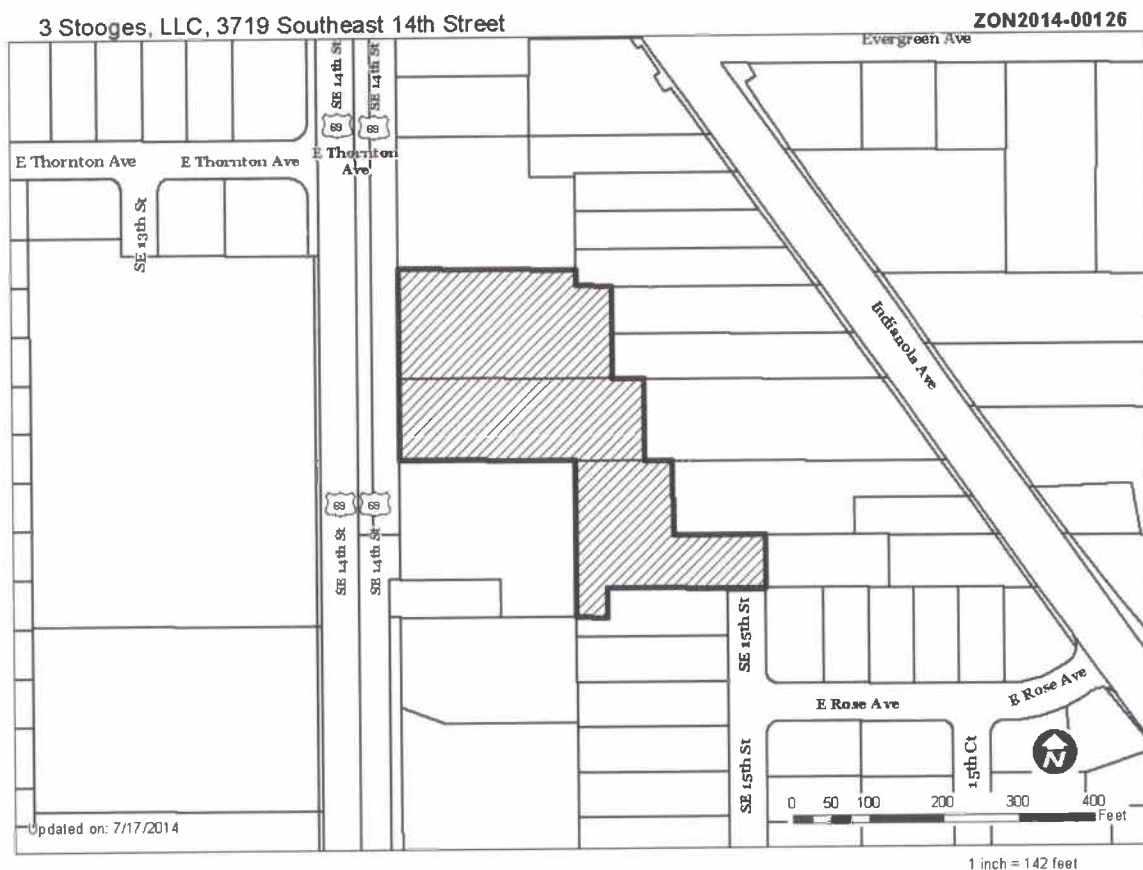 3 Stooges, LLC, 3719 Southeast 14th Street
ZON2014-00126
Evergreen Ave
SE 14th St
SE 14th St
69
69
E Thornton Ave
E Thornton Ave
E Thornton
Ave
SE 13th St
Indianola Ave
69
69
SE 14th St
SE 14th St
SE 15th St
E Rose Ave
E Rose Ave
SE 15th St
15th Ct
N
0 50 100 200 300 400
Feet
Updated on: 7/17/2014
1 inch = 142 feet